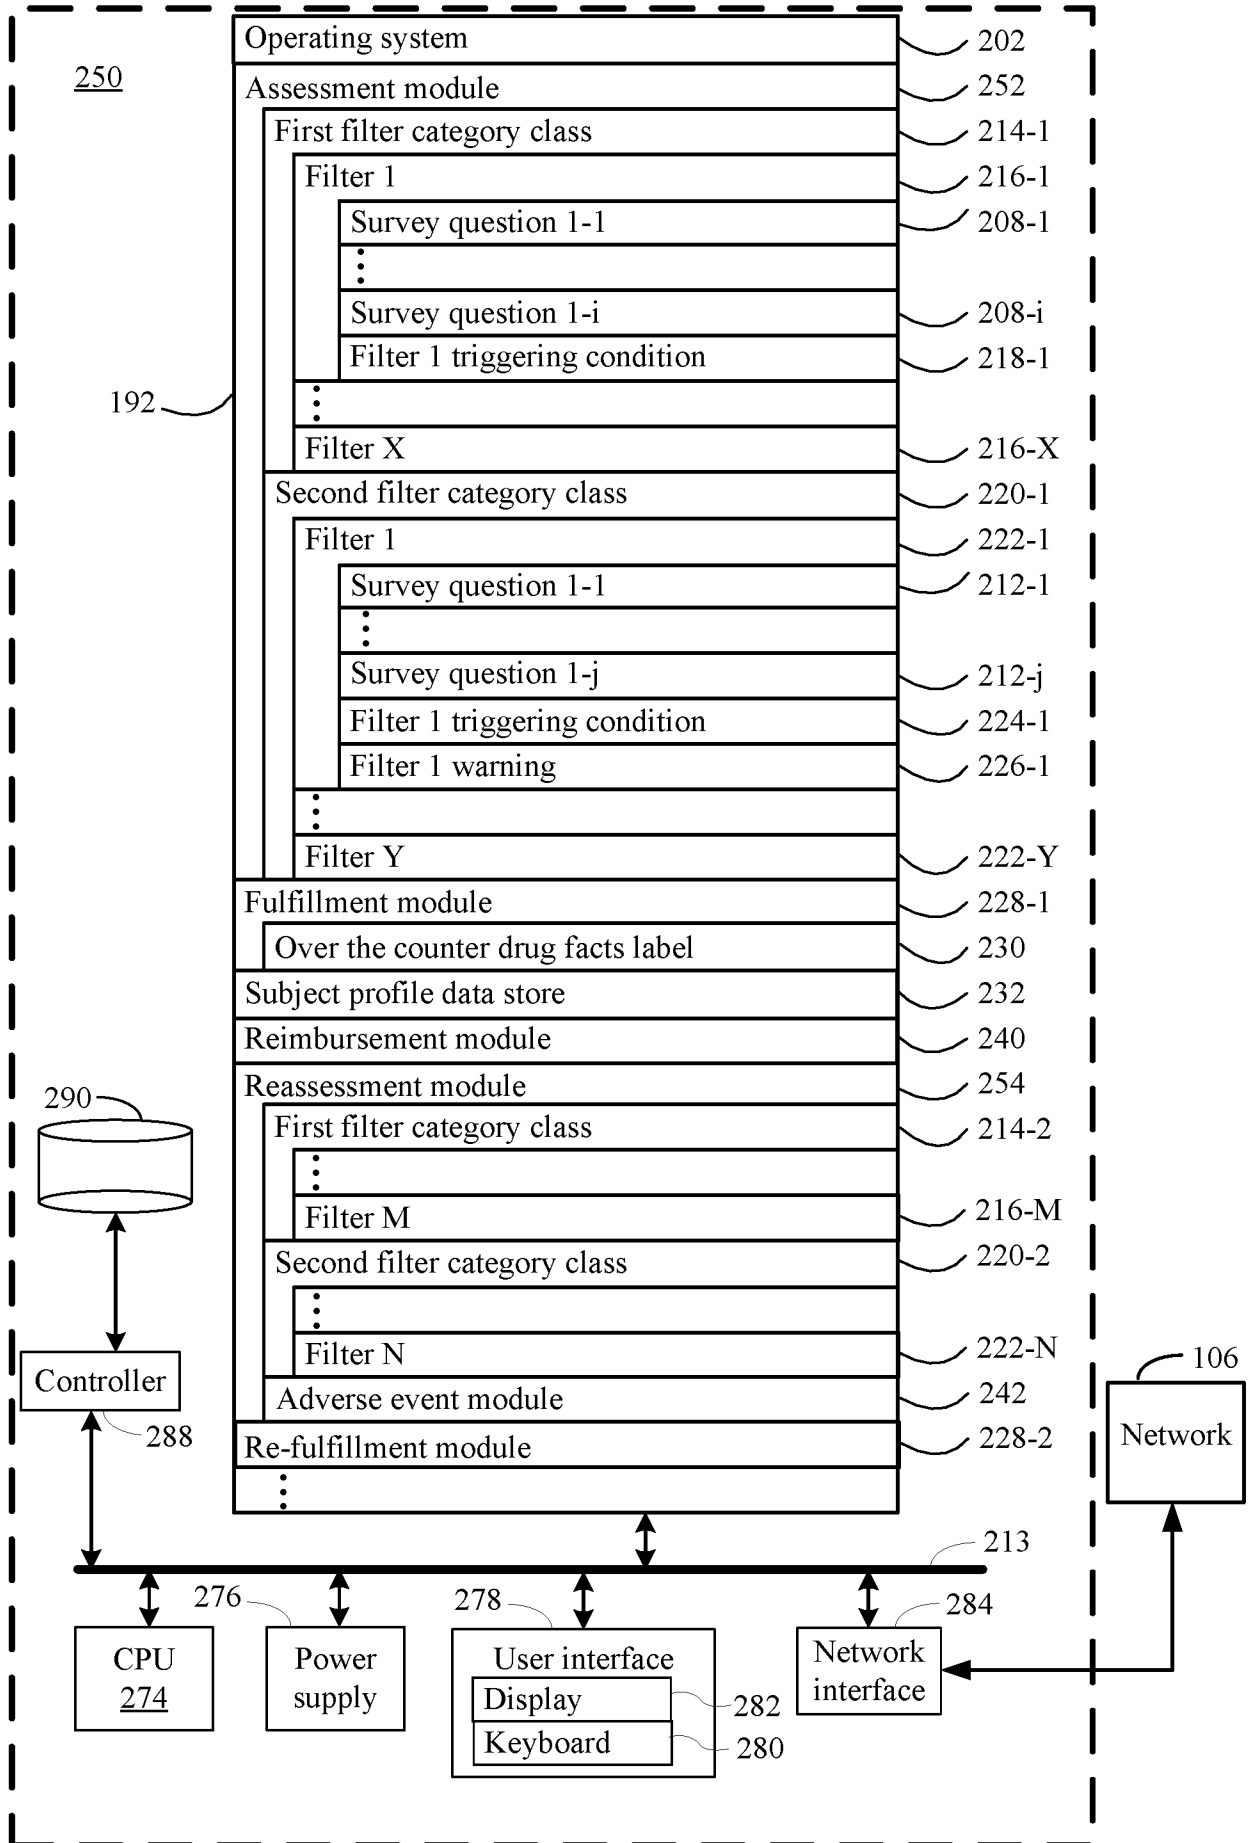 250
Operating system 202
Assessment module 252
First filter category class 214-1
Filter 1 216-1
Survey question 1-1 208-1
Survey question 1-i 208-i
Filter 1 triggering condition 218-1
192
Filter X 216-X
Second filter category class 220-1
Filter 1 222-1
Survey question 1-1 212-1
Survey question 1-j 212-j
Filter 1 triggering condition 224-1
Filter 1 warning 226-1
Filter Y 222-Y
Fulfillment module 228-1
Over the counter drug facts label 230
Subject profile data store 232
Reimbursement module 240
Reassessment module 254
290
First filter category class 214-2
Filter M 216-M
Second filter category class 220-2
Filter N 222-N
106
Controller
Adverse event module 242
288
Re-fulfillment module 228-2
Network
213
276
278
284
CPU
274
Power
supply
User interface
Display 282
Keyboard 280
Network
interface